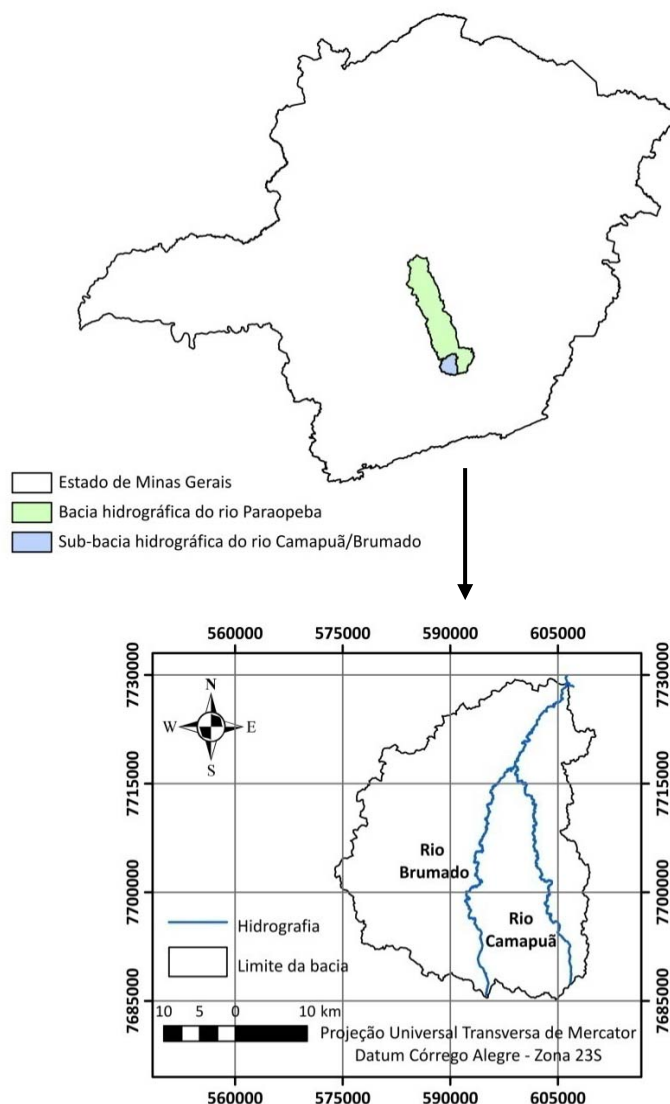 Estado de Minas Gerais
Bacia hidrográfica do rio Paraopeba
Sub-bacia hidrográfica do rio Camapuã/Brumado
560000 575000 590000 605000
7730000 7730000
N
W E
S
7715000 7715000
Rio
Brumado
7700000 7700000
Rio
Camapuã
Hidrografia
Limite da bacia
7685000 7685000
10 5 0 10 km
Projeção Universal Transversa de Mercator
Datum Córrego Alegre - Zona 23S
560000 575000 590000 605000